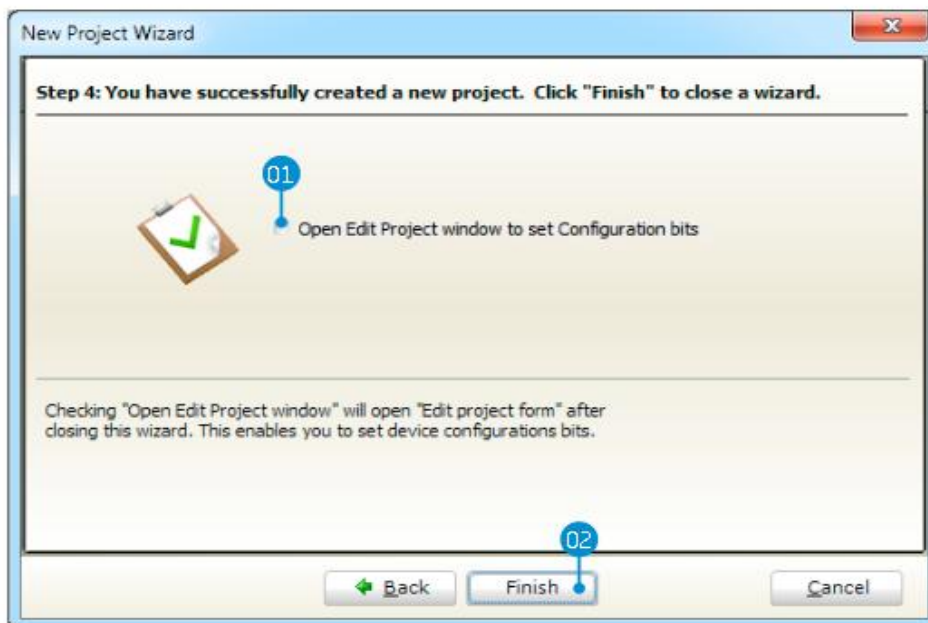 New Project Wizard
Step 4: You have successfully created a new project. Click "Finish" to close a wizard.
01
Open Edit Project window to set Configuration bits
Checking "Open Edit Project window" will open "Edit project form" after
closing this wizard. This enables you to set device configurations bits.
02
Back Finish Cancel